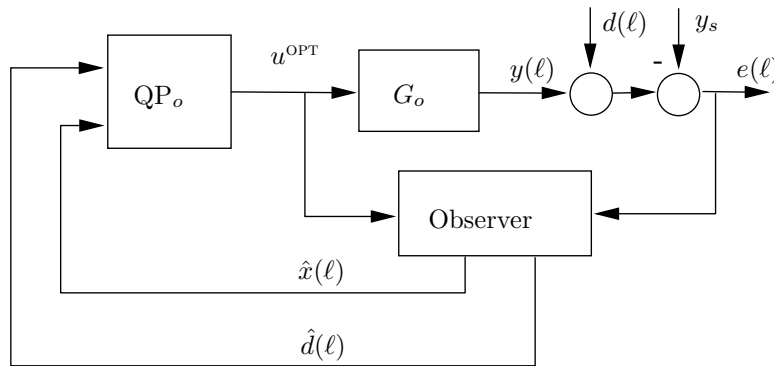 d(ℓ)
y_s
u^OPT
y(ℓ)
-
e(ℓ)
QP_o
G_o
Observer
x̂(ℓ)
d̂(ℓ)